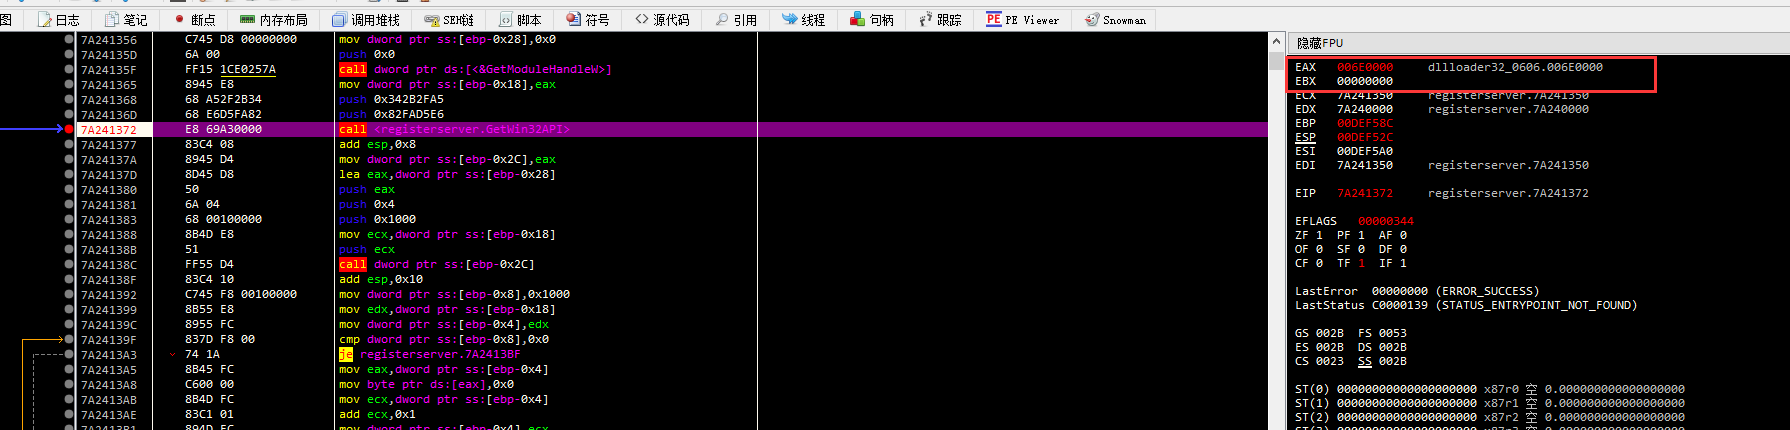 图 日志 笔记 断点 内存布局 调用堆栈 SEH链 脚本 符号 源代码 引用 线程 句柄 跟踪 PE PE Viewer Snowman
7A241356 C745 D8 00000000 mov dword ptr ss:[ebp-0x28],0x0
7A24135D 6A 00 push 0x0
7A24135F FF15 1CE0257A call dword ptr ds:[<&GetModuleHandleW>]
7A241365 8945 E8 mov dword ptr ss:[ebp-0x18],eax
7A241368 68 A52F2B34 push 0x342B2FA5
7A24136D 68 E6D5FA82 push 0x82FAD5E6
7A241372 E8 69A30000 call <registerserver.GetWin32API>
7A241377 83C4 08 add esp,0x8
7A24137A 8945 D4 mov dword ptr ss:[ebp-0x2C],eax
7A24137D 8D45 D8 lea eax,dword ptr ss:[ebp-0x28]
7A241380 50 push eax
7A241381 6A 04 push 0x4
7A241383 68 00100000 push 0x1000
7A241388 8B4D E8 mov ecx,dword ptr ss:[ebp-0x18]
7A24138B 51 push ecx
7A24138C FF55 D4 call dword ptr ss:[ebp-0x2C]
7A24138F 83C4 10 add esp,0x10
7A241392 C745 F8 00100000 mov dword ptr ss:[ebp-0x8],0x1000
7A241399 8B55 E8 mov edx,dword ptr ss:[ebp-0x18]
7A24139C 8955 FC mov dword ptr ss:[ebp-0x4],edx
7A24139F 837D F8 00 cmp dword ptr ss:[ebp-0x8],0x0
7A2413A3 74 1A je registerserver.7A2413BF
7A2413A5 8B45 FC mov eax,dword ptr ss:[ebp-0x4]
7A2413A8 C600 00 mov byte ptr ds:[eax],0x0
7A2413AB 8B4D FC mov ecx,dword ptr ss:[ebp-0x4]
7A2413AE 83C1 01 add ecx,0x1
7A2413B1 894D FC mov dword ptr ss:[ebp-0x4],ecx
隐藏FPU
EAX 006E0000 dllloader32_0606.006E0000
EBX 00000000
ECX 7A241350 registerserver.7A241350
EDX 7A240000 registerserver.7A240000
EBP 00DEF58C
ESP 00DEF52C
ESI 00DEF5A0
EDI 7A241350 registerserver.7A241350
EIP 7A241372 registerserver.7A241372
EFLAGS 00000344
ZF 1 PF 1 AF 0
OF 0 SF 0 DF 0
CF 0 TF 1 IF 1
LastError 00000000 (ERROR_SUCCESS)
LastStatus C0000139 (STATUS_ENTRYPOINT_NOT_FOUND)
GS 002B FS 0053
ES 002B DS 002B
CS 0023 SS 002B
ST(0) 00000000000000000000 x87r0 空 0.000000000000000000
ST(1) 00000000000000000000 x87r1 空 0.000000000000000000
ST(2) 00000000000000000000 x87r2 空 0.000000000000000000